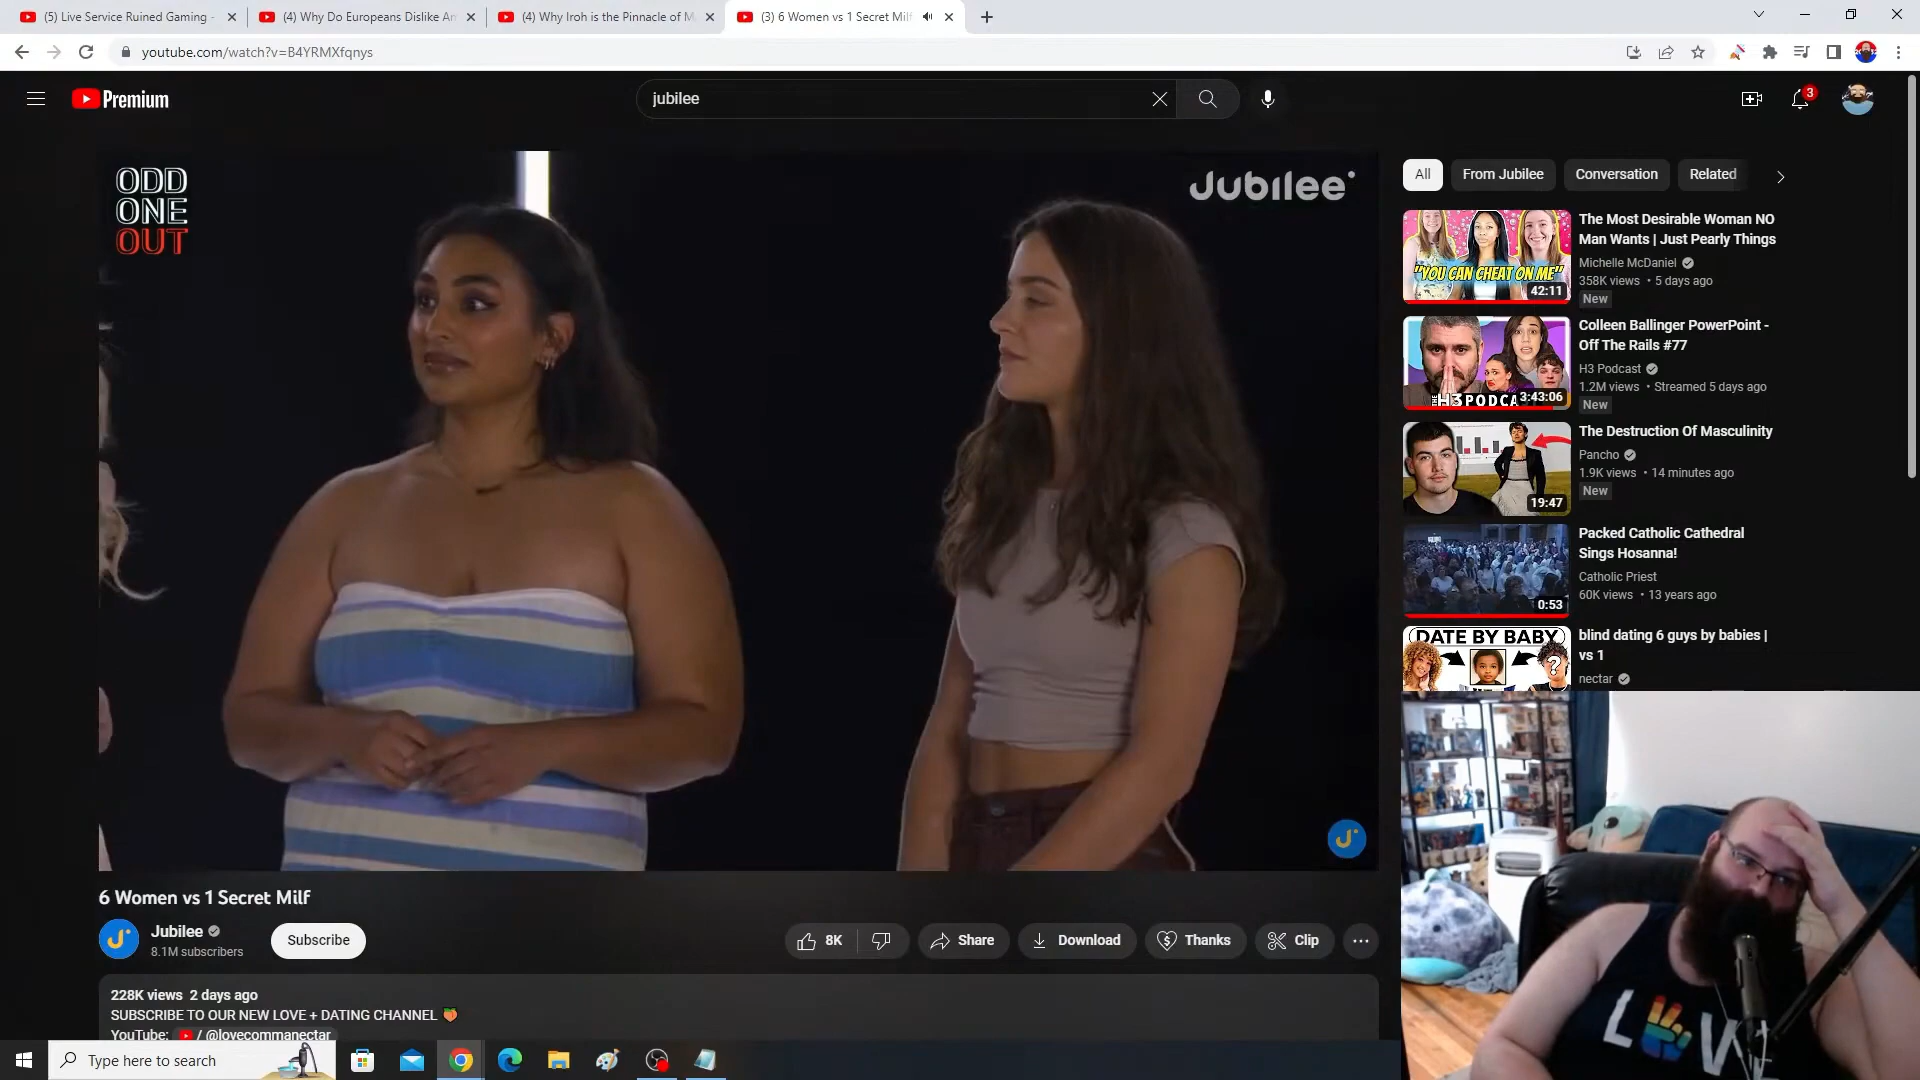 (5) Live Service Ruined Gaming -
(4) Why Do Europeans Dislike Am
(4) Why Iroh is the Pinnacle of M
(3) 6 Women vs 1 Secret Milf
youtube.com/watch?v=B4YRMXfqnys
Premium
jubilee
3
ODD
ONE
OUT
Jubilee
All
From Jubilee
Conversation
Related
"YOU CAN CHEAT ON ME"
42:11
The Most Desirable Woman NO
Man Wants | Just Pearly Things
Michelle McDaniel
358K views • 5 days ago
New
THE H3 PODCA
3:43:06
Colleen Ballinger PowerPoint -
Off The Rails #77
H3 Podcast
1.2M views • Streamed 5 days ago
New
19:47
The Destruction Of Masculinity
Pancho
1.9K views • 14 minutes ago
New
0:53
Packed Catholic Cathedral
Sings Hosanna!
Catholic Priest
60K views • 13 years ago
DATE BY BABY
?
blind dating 6 guys by babies |
vs 1
nectar
6 Women vs 1 Secret Milf
Jubilee
8.1M subscribers
Subscribe
8K
Share
Download
Thanks
Clip
228K views 2 days ago
SUBSCRIBE TO OUR NEW LOVE + DATING CHANNEL 🍑
YouTube: / @lovecommanectar
Type here to search